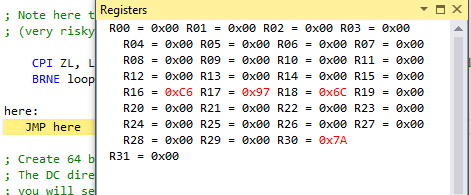 Registers
; Note here t
; (very risky
CPI ZL, L
BRNE loop
here:
JMP here
; Create 64 b
; The DC dire
; you will se
R00 = 0x00 R01 = 0x00 R02 = 0x00 R03 = 0x00
R04 = 0x00 R05 = 0x00 R06 = 0x00 R07 = 0x00
R08 = 0x00 R09 = 0x00 R10 = 0x00 R11 = 0x00
R12 = 0x00 R13 = 0x00 R14 = 0x00 R15 = 0x00
R16 = 0xC6 R17 = 0x97 R18 = 0x6C R19 = 0x00
R20 = 0x00 R21 = 0x00 R22 = 0x00 R23 = 0x00
R24 = 0x00 R25 = 0x00 R26 = 0x00 R27 = 0x00
R28 = 0x00 R29 = 0x00 R30 = 0x7A
R31 = 0x00